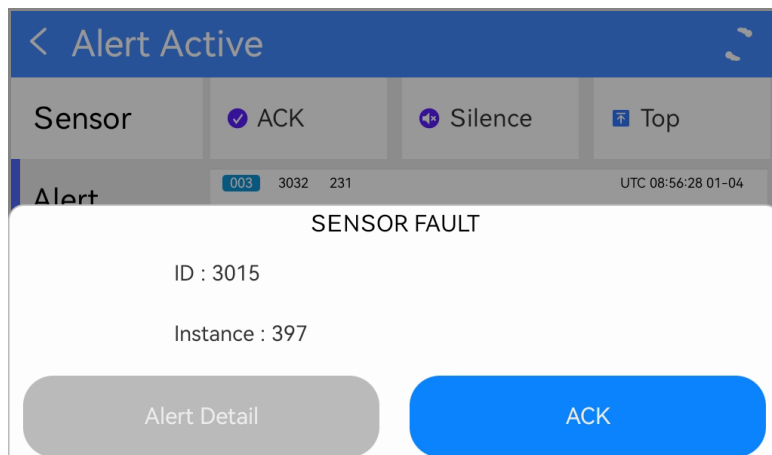 Alert Active
Sensor ACK Silence Top
Alert 003 3032 231 UTC 08:56:28 01-04
SENSOR FAULT
ID : 3015
Instance : 397
Alert Detail ACK